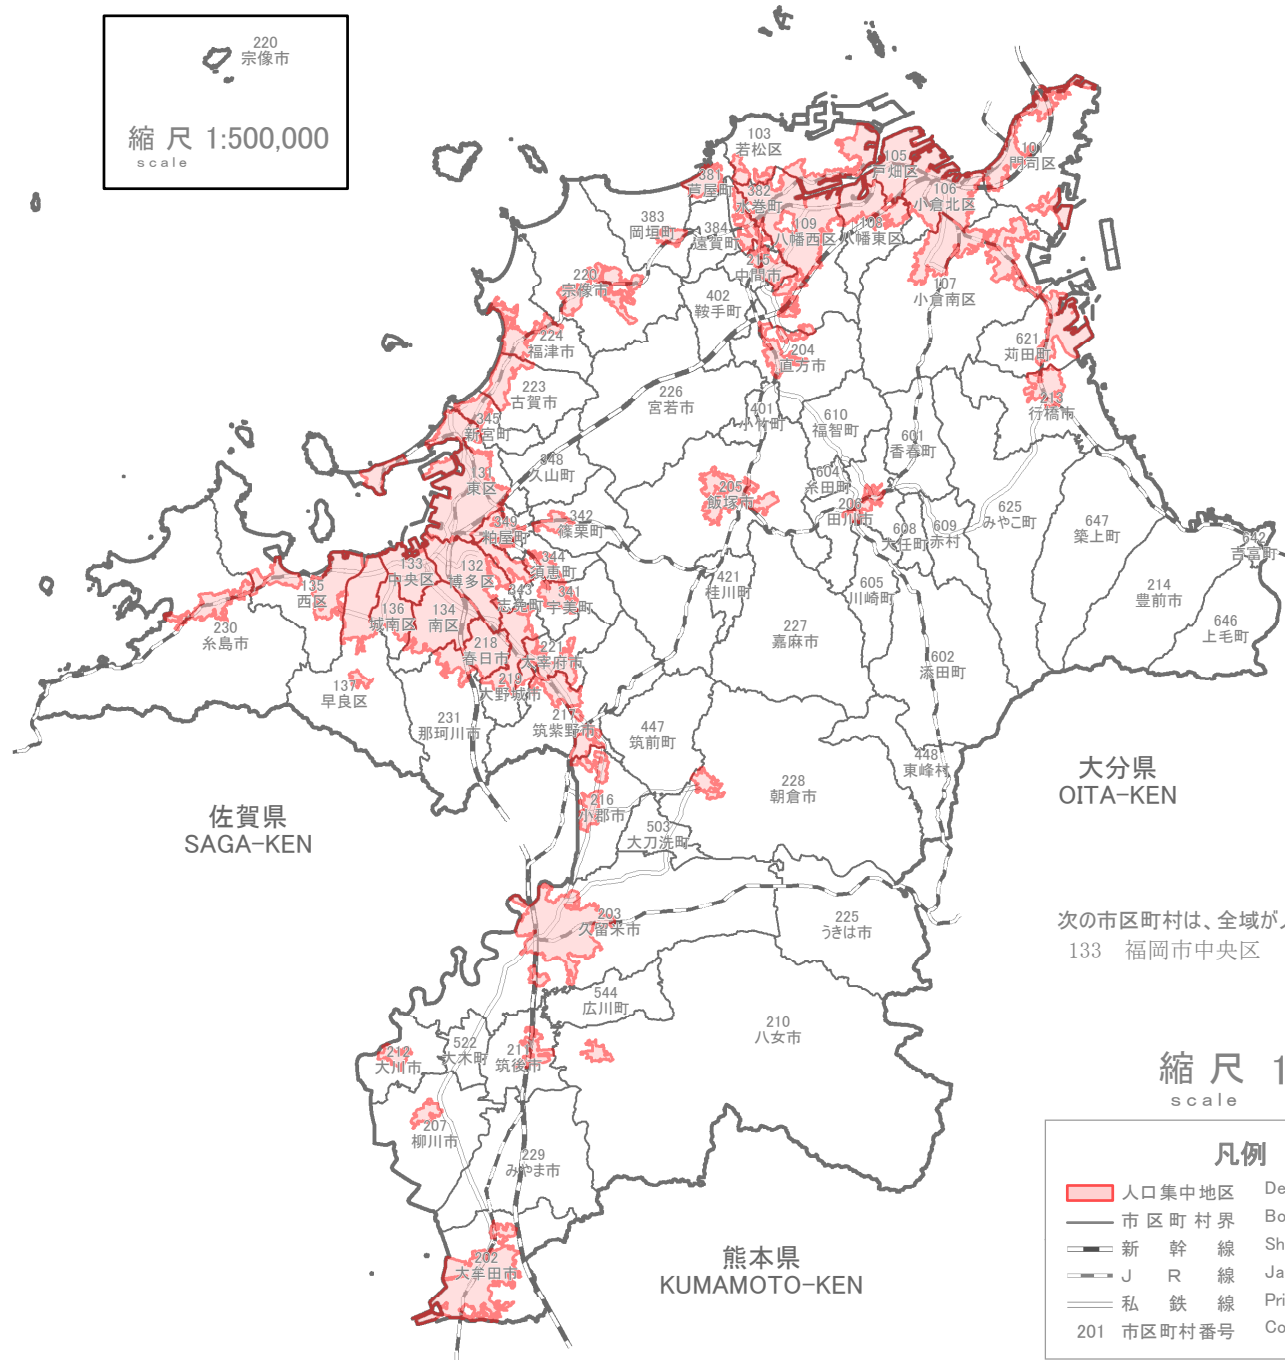 220
宗像市
縮 尺 1:500,000
scale
103
若松区
105
戸畑区
101
門司区
381
芦屋町
382
水巻町
106
小倉北区
383
岡垣町
384
遠賀町
109
八幡西区
108
八幡東区
215
中間市
220
宗像市
107
小倉南区
402
鞍手町
224
福津市
204
直方市
621
苅田町
223
古賀市
226
宮若市
213
行橋市
401
小竹町
610
福智町
345
新宮町
601
香春町
348
久山町
131
東区
604
糸田町
205
飯塚市
206
田川市
625
みやこ町
349
粕屋町
342
篠栗町
608
大任町
609
赤村
647
築上町
642
吉富町
344
須恵町
133
中央区
132
博多区
135
西区
343
志免町
341
宇美町
421
桂川町
605
川崎町
214
豊前市
136
城南区
134
南区
230
糸島市
227
嘉麻市
646
上毛町
218
春日市
221
太宰府市
602
添田町
219
大野城市
137
早良区
231
那珂川市
217
筑紫野市
447
筑前町
448
東峰村
228
朝倉市
大分県
OITA-KEN
216
小郡市
佐賀県
SAGA-KEN
503
大刀洗町
203
久留米市
225
うきは市
次の市区町村は、全域が
133 福岡市中央区
544
広川町
210
八女市
522
大木町
211
筑後市
212
大川市
縮 尺 1
scale
207
柳川市
229
みやま市
凡例
人口集中地区 De
市区町村界 Bo
新幹線 Sh
JR線 Ja
私鉄線 Pri
201 市区町村番号 Co
202
大牟田市
熊本県
KUMAMOTO-KEN